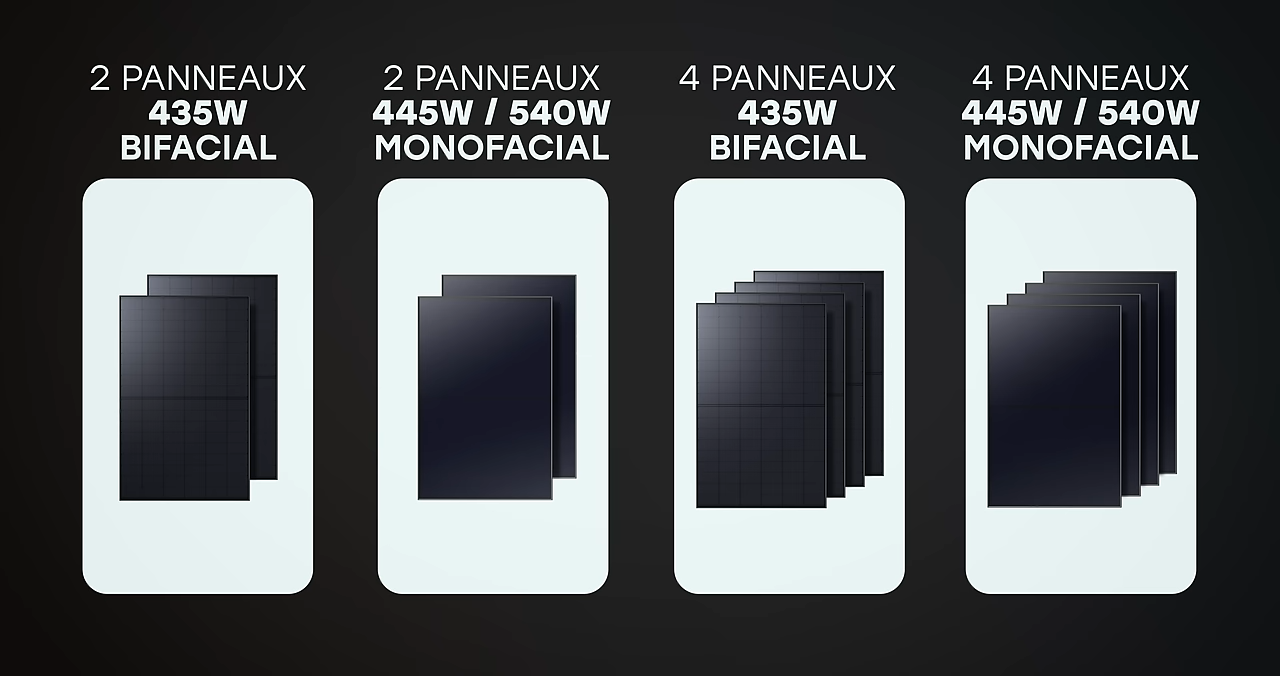 2 PANNEAUX
435W
BIFACIAL
2 PANNEAUX
445W / 540W
MONOFACIAL
4 PANNEAUX
435W
BIFACIAL
4 PANNEAUX
445W / 540W
MONOFACIAL